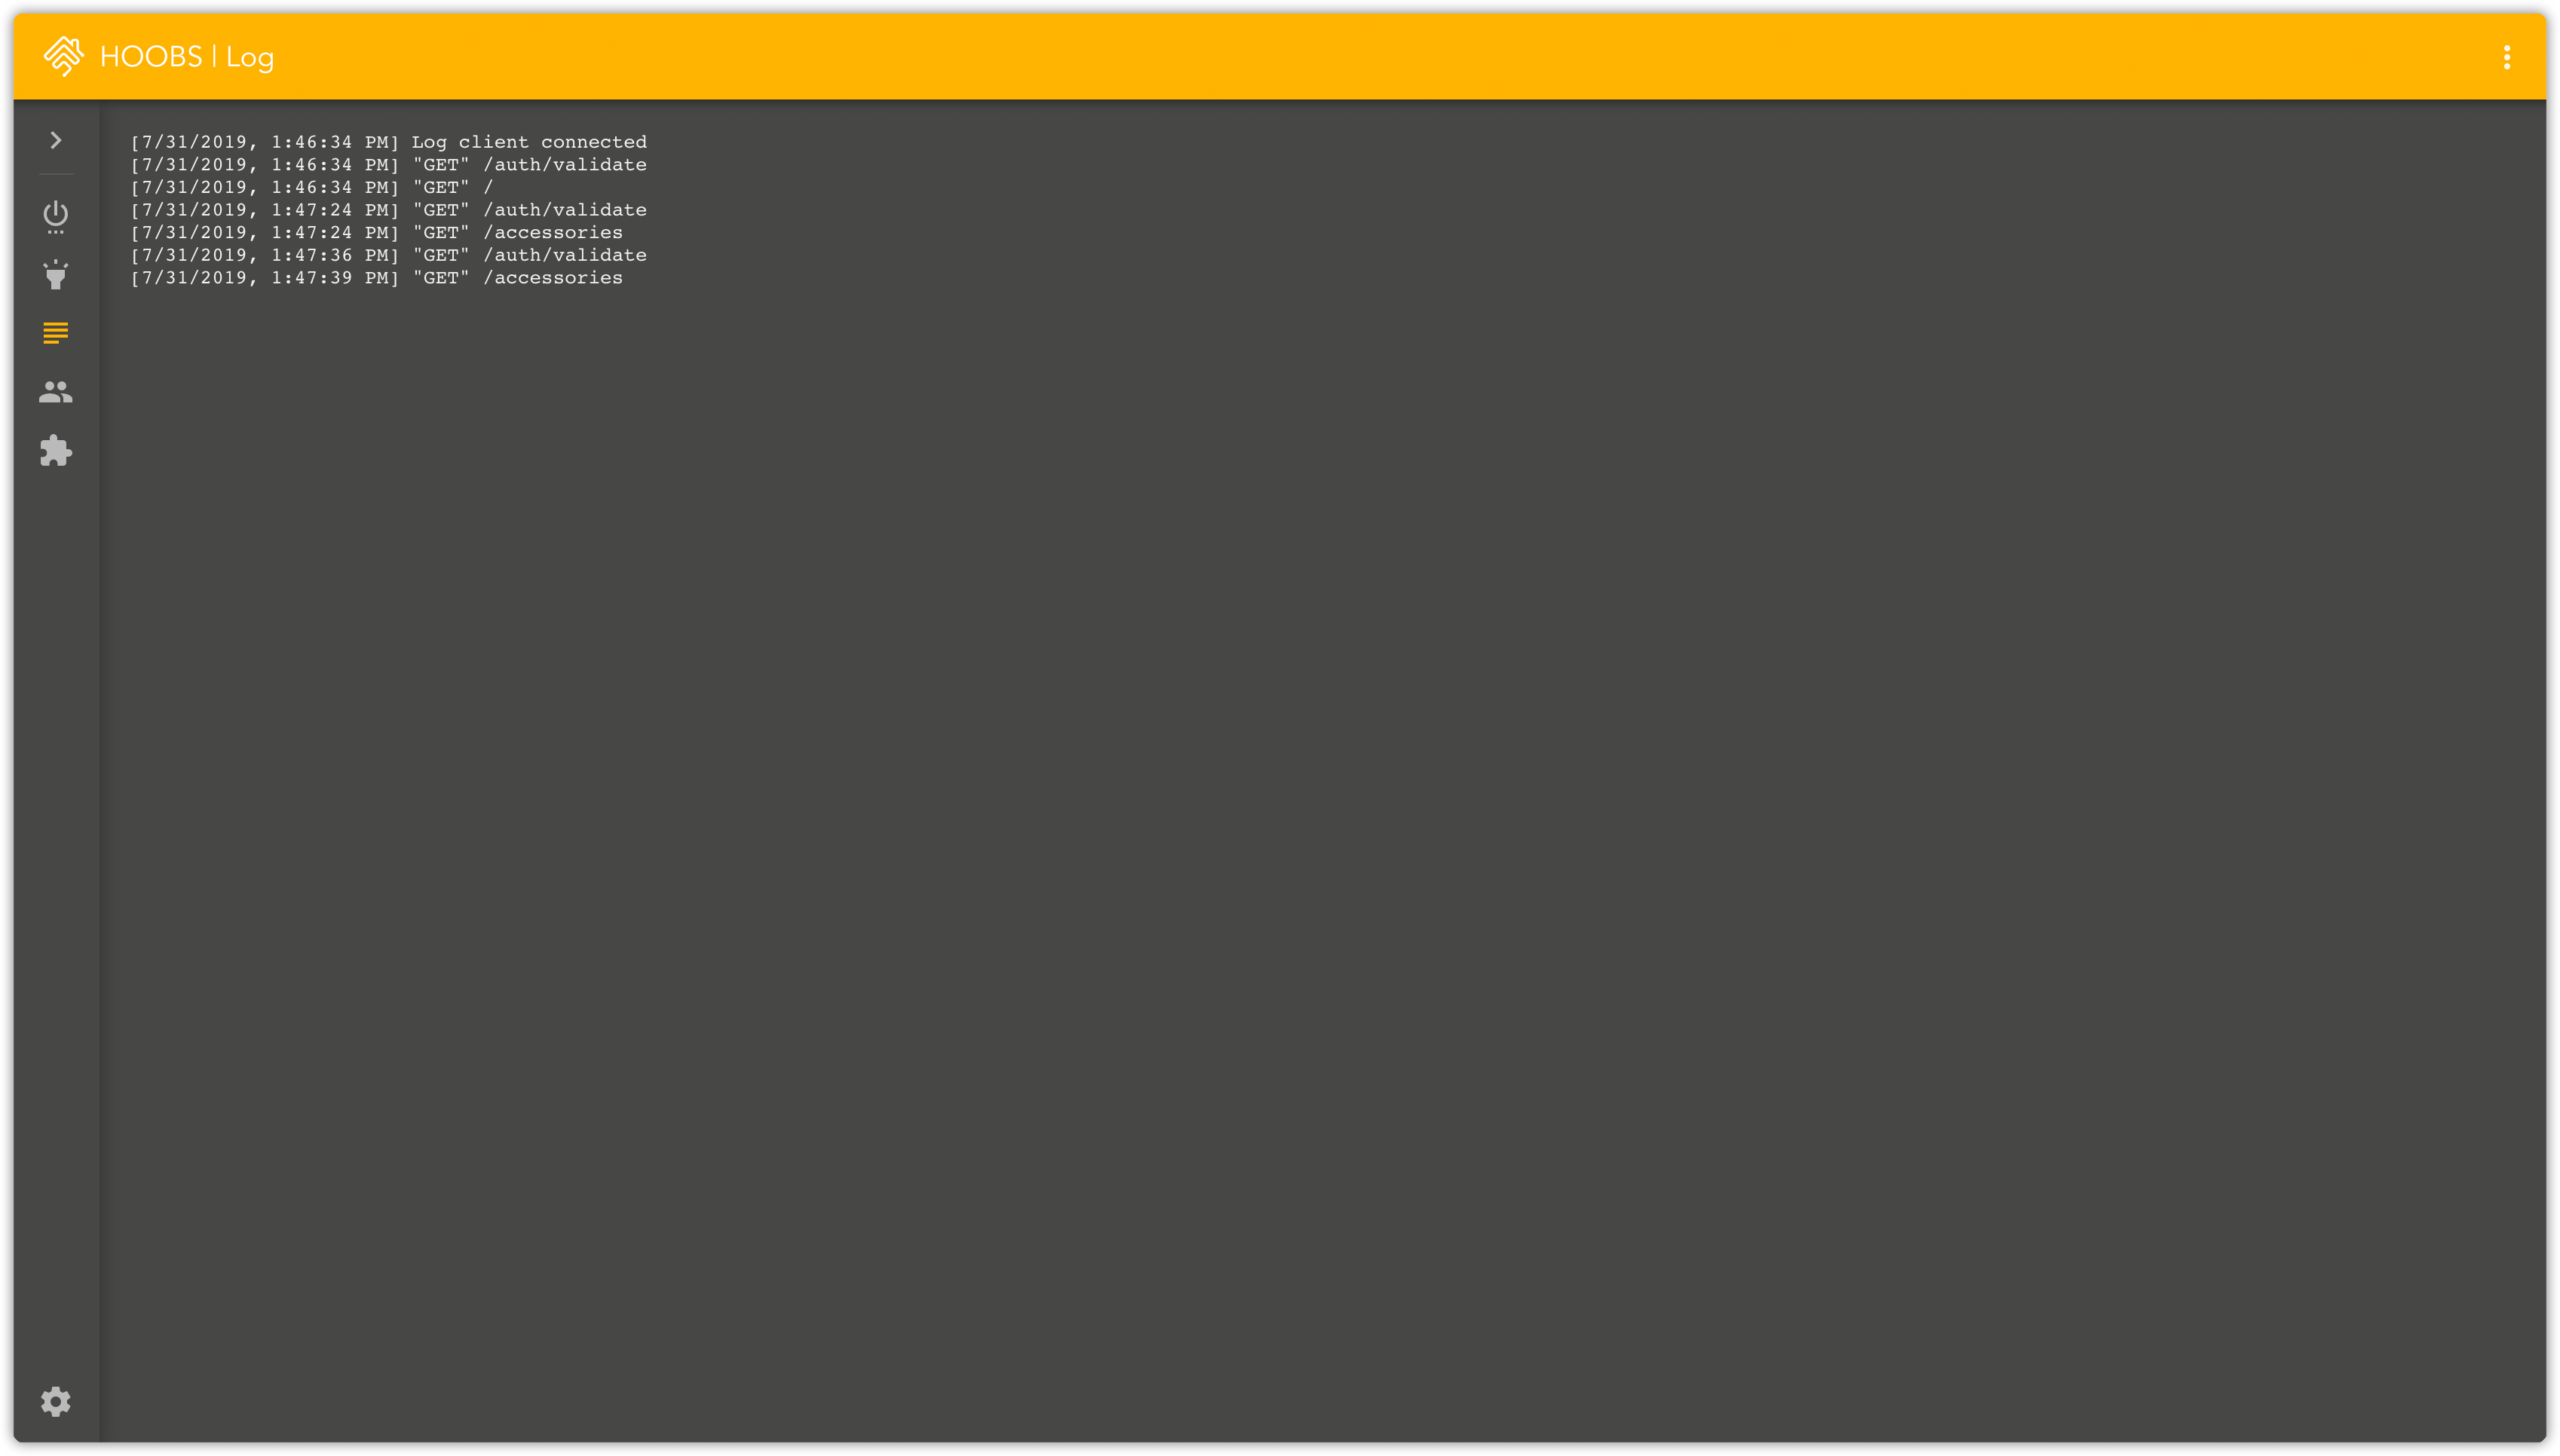 HOOBS | Log
[7/31/2019, 1:46:34 PM] Log client connected
[7/31/2019, 1:46:34 PM] "GET" /auth/validate
[7/31/2019, 1:46:34 PM] "GET" /
[7/31/2019, 1:47:24 PM] "GET" /auth/validate
[7/31/2019, 1:47:24 PM] "GET" /accessories
[7/31/2019, 1:47:36 PM] "GET" /auth/validate
[7/31/2019, 1:47:39 PM] "GET" /accessories